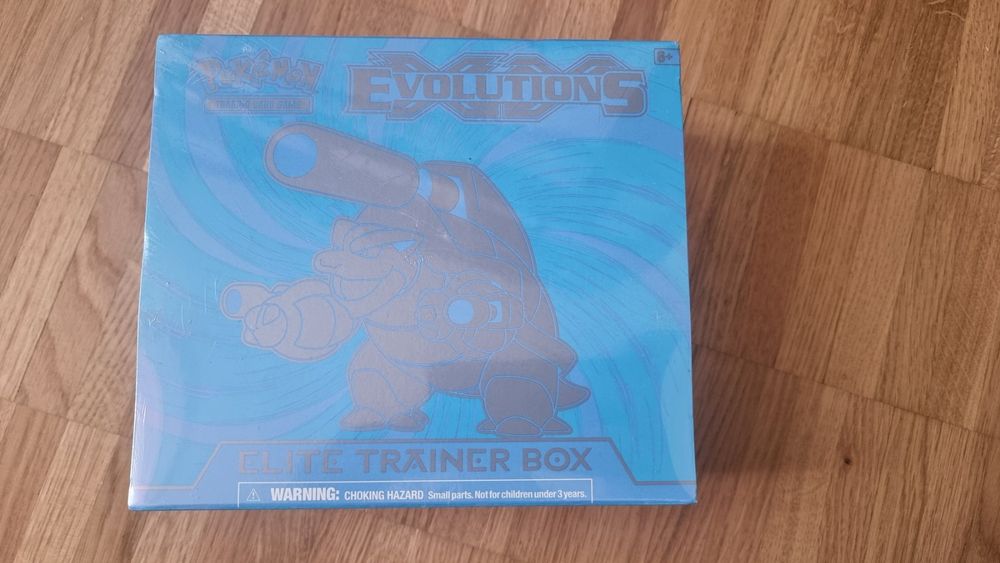 POKéMON
TRADING CARD GAME
XY
EVOLUTIONS
6+
ELITE TRAINER BOX
WARNING: CHOKING HAZARD Small parts. Not for children under 3 years.